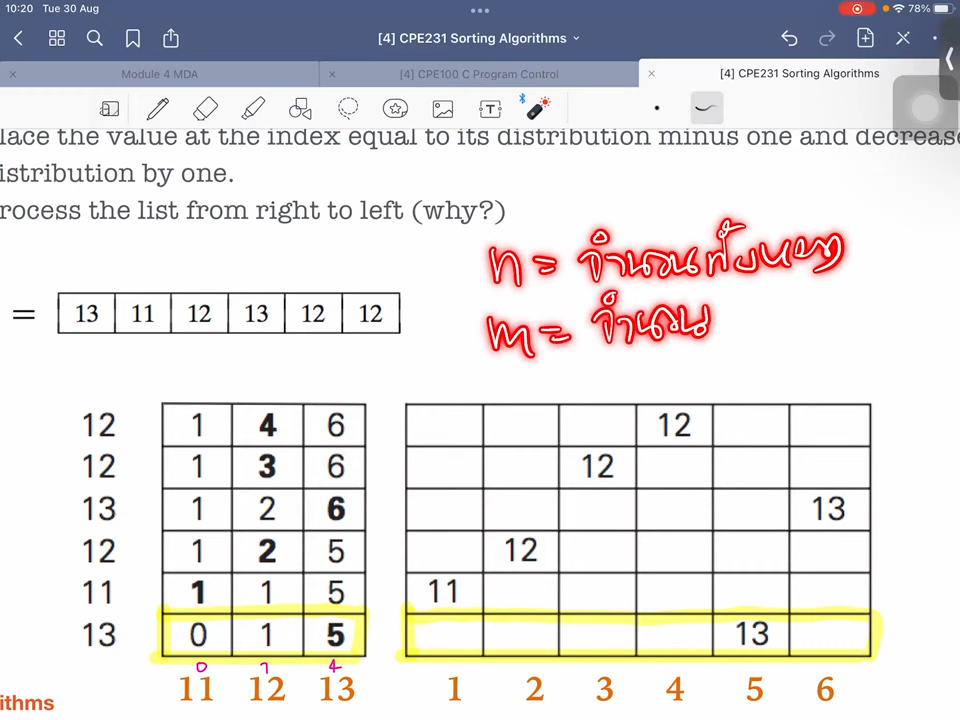 10:20 Tue 30 Aug
78%
[4] CPE231 Sorting Algorithms
Module 4 MDA
[4] CPE100 C Program Control
[4] CPE231 Sorting Algorithms
lace the value at the index equal to its distribution minus one and decrease
istribution by one.
rocess the list from right to left (why?)
n = จำนวนทั้งหมด
m = จำนวน
= 13 11 12 13 12 12
12 1 4 6 12
12 1 3 6 12
13 1 2 6 13
12 1 2 5 12
11 1 1 5 11
13 0 1 5 13
0 1 4
11 12 13 1 2 3 4 5 6
ithms